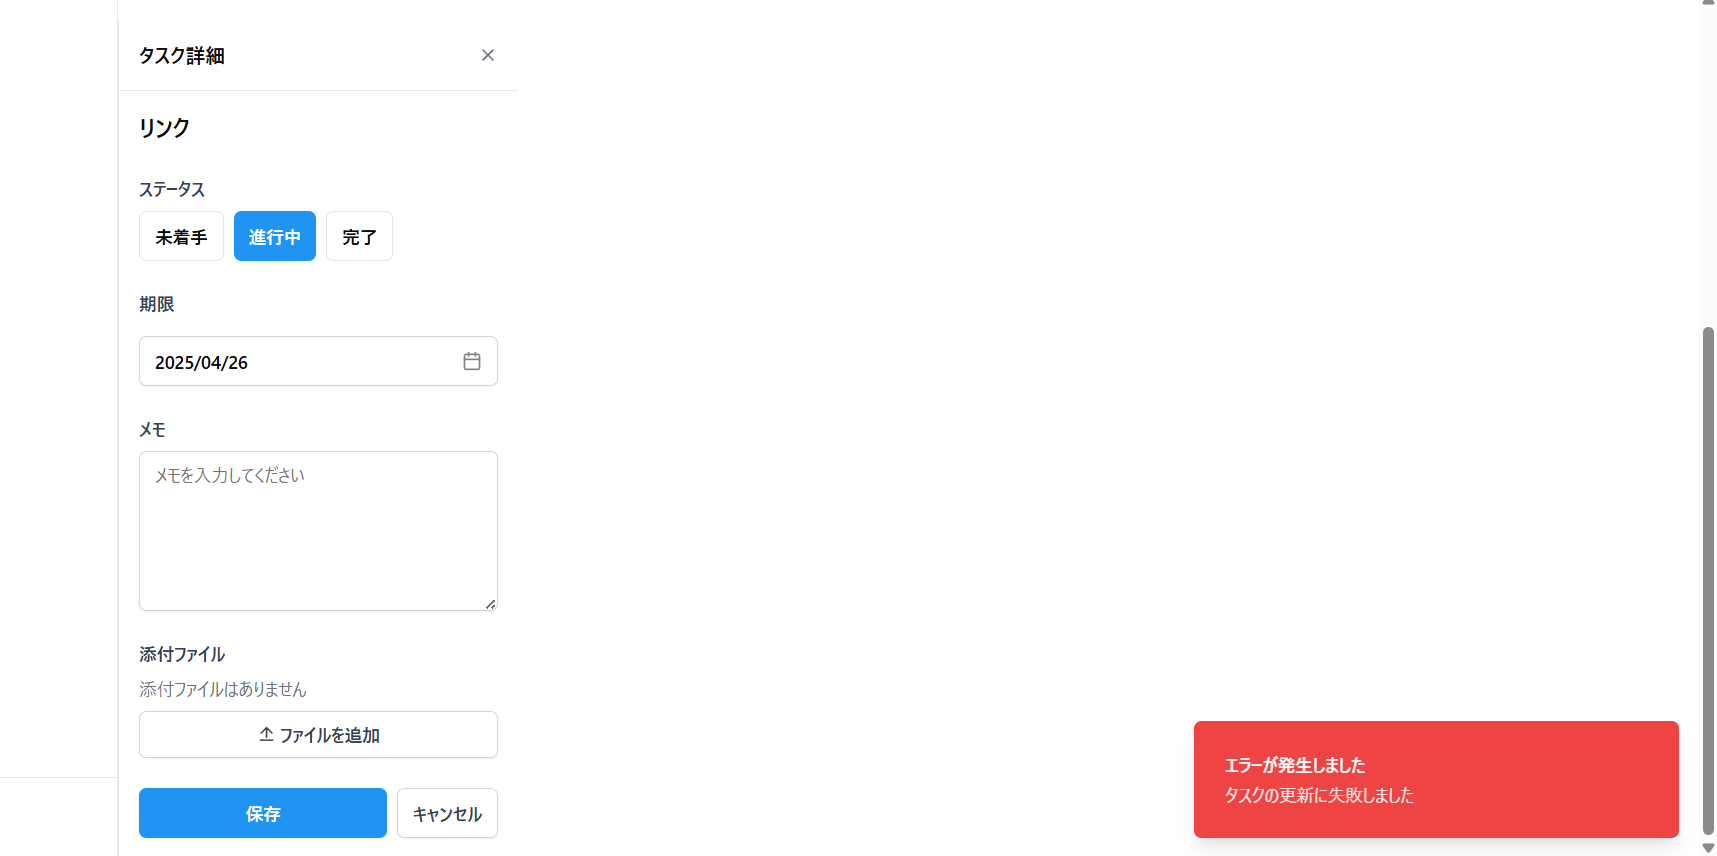 タスク詳細
リンク
ステータス
未着手 進行中 完了
期限
2025/04/26
メモ
メモを入力してください
添付ファイル
添付ファイルはありません
ファイルを追加
保存 キャンセル
エラーが発生しました
タスクの更新に失敗しました